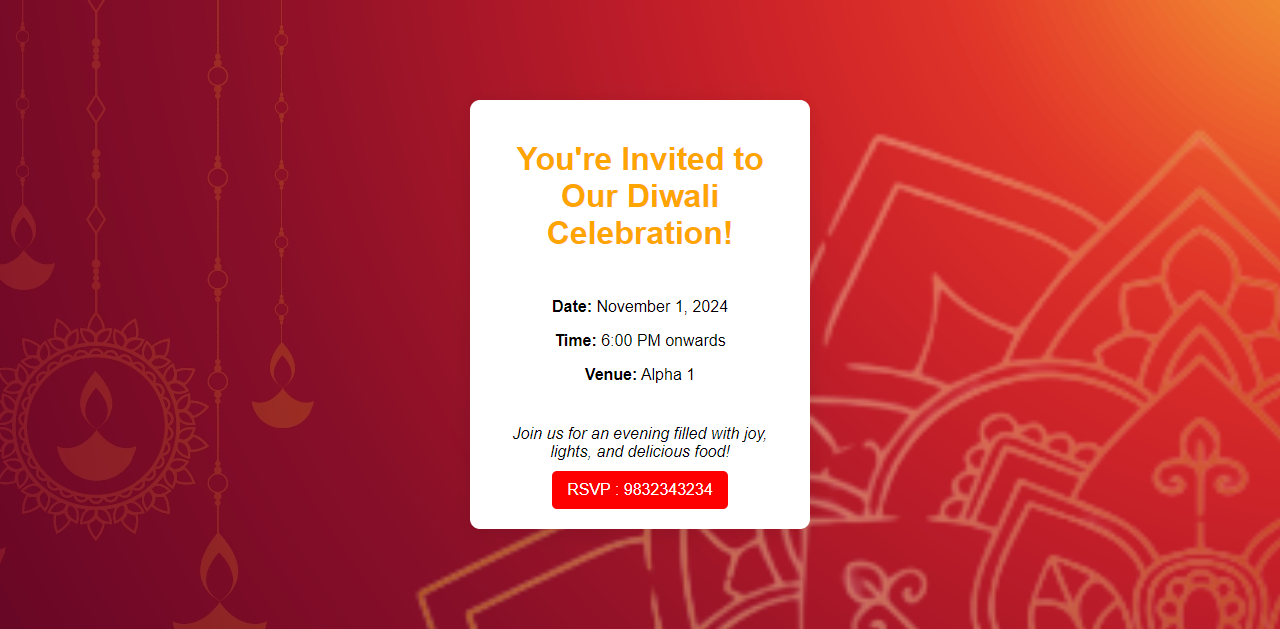 You're Invited to
Our Diwali
Celebration!
Date: November 1, 2024
Time: 6:00 PM onwards
Venue: Alpha 1
Join us for an evening filled with joy,
lights, and delicious food!
RSVP : 9832343234